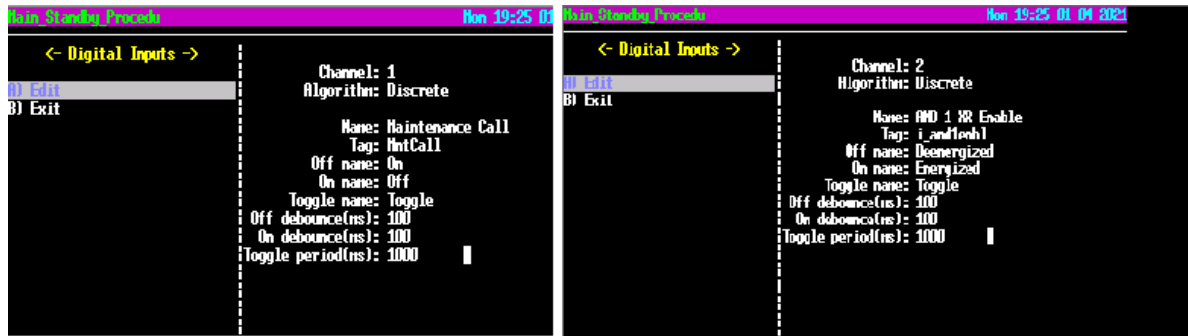 Main_Standby_Procedu Mon 19:25 01
<- Digital Inputs ->
A) Edit
B) Exit
Channel: 1
Algorithm: Discrete
Name: Maintenance Call
Tag: MntCall
Off name: On
On name: Off
Toggle name: Toggle
Off debounce(ms): 100
On debounce(ms): 100
Toggle period(ms): 1000
Main_Standby_Procedu Mon 19:25 01 04 2021
<- Digital Inputs ->
A) Edit
B) Exit
Channel: 2
Algorithm: Discrete
Name: AND 1 XR Enable
Tag: i_and1enbl
Off name: Deenergized
On name: Energized
Toggle name: Toggle
Off debounce(ms): 100
On debounce(ms): 100
Toggle period(ms): 1000